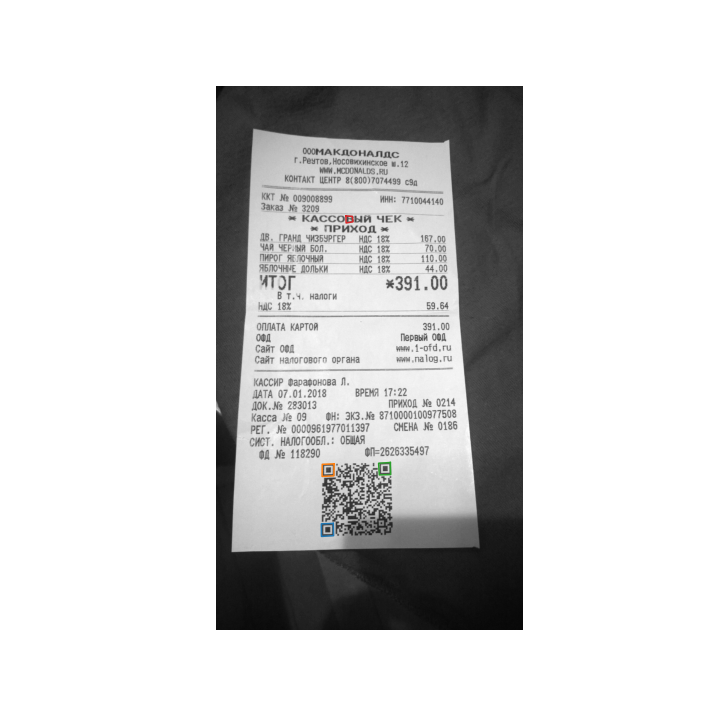 ООО МАКДОНАЛДС
г.Реутов,Носовихинское ш.12
WWW.MCDONALDS.RU
КОНТАКТ ЦЕНТР 8(800)7074499 сдд
ККТ № 009008899 ИНН: 7710044140
Заказ № 3209
* КАССОВЫЙ ЧЕК *
* ПРИХОД *
ДВ. ГРАНД ЧИЗБУРГЕР НДС 18% 167.00
ЧАЙ ЧЕРНЫЙ БОЛ. НДС 18% 70.00
ПИРОГ ЯБЛОЧНЫЙ НДС 18% 110.00
ЯБЛОЧНЫЕ ДОЛЬКИ НДС 18% 44.00
ИТОГ *391.00
В т.ч. налоги
НДС 18% 59.64
ОПЛАТА КАРТОЙ 391.00
ОФД Первый ОФД
Сайт ОФД www.1-ofd.ru
Сайт налогового органа www.nalog.ru
КАССИР Фарафонова Л.
ДАТА 07.01.2018 ВРЕМЯ 17:22
ДОК.№ 283013 ПРИХОД № 0214
Касса № 09 ФН: ЭКЗ.№ 8710000100977508
РЕГ. № 0000961977011397 СМЕНА № 0186
СИСТ. НАЛОГООБЛ.: ОБЩАЯ
ФД № 118290 ФП=2626335497